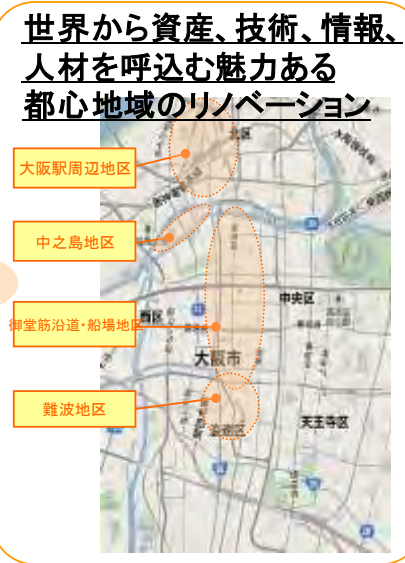 世界から資産、技術、情報、
人材を呼込む魅力ある
都心地域のリノベーション
北区
大阪駅周辺地区
中之島地区
中央区
御堂筋沿道・船場地区
西区
大阪市
難波地区
天王寺区
浪速区